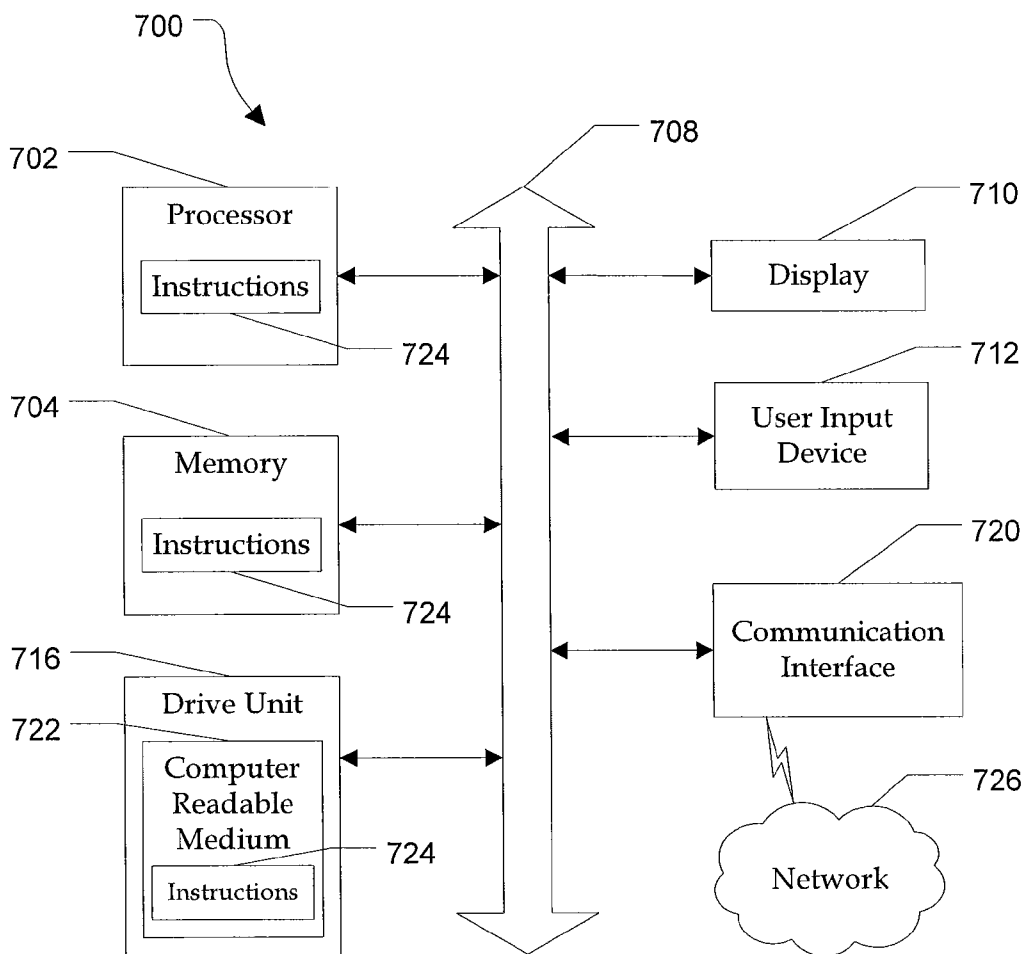 700
708
702
Processor
Instructions
724
710
Display
712
User Input
Device
704
Memory
Instructions
724
720
Communication
Interface
716
Drive Unit
722
Computer
Readable
Medium
724
Instructions
726
Network